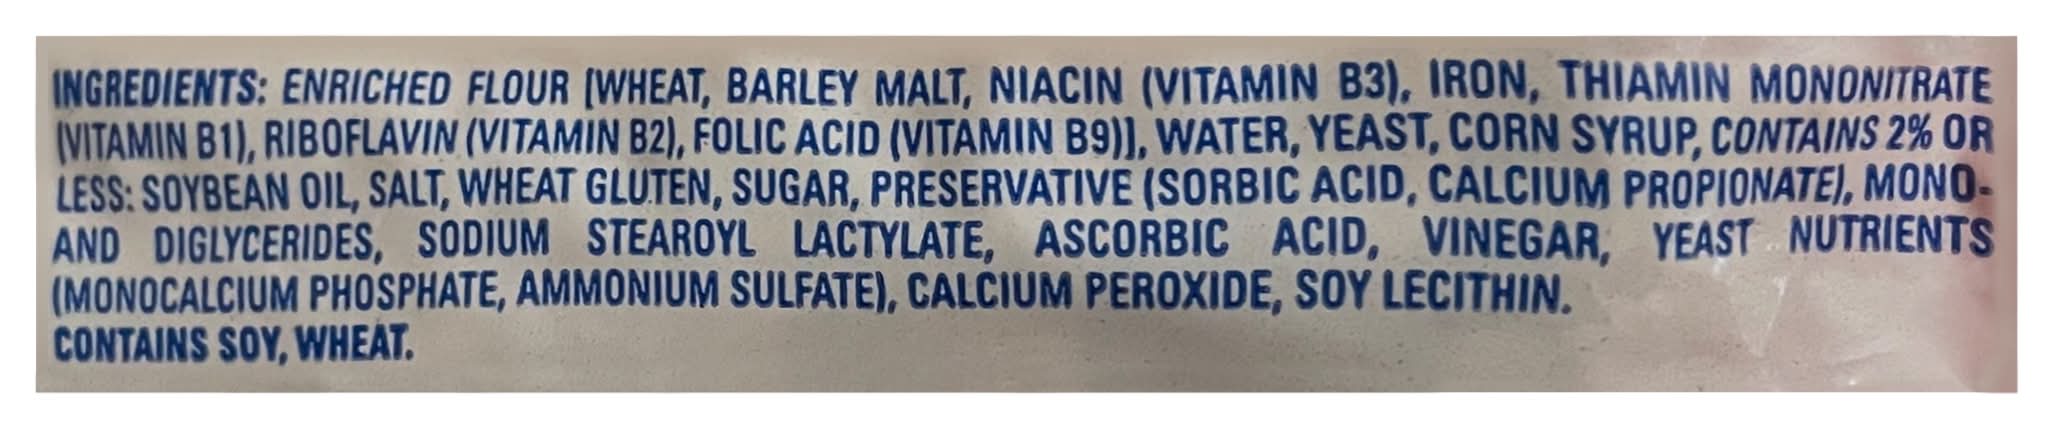 INGREDIENTS: ENRICHED FLOUR [WHEAT, BARLEY MALT, NIACIN (VITAMIN B3), IRON, THIAMIN MONONITRATE
(VITAMIN B1), RIBOFLAVIN (VITAMIN B2), FOLIC ACID (VITAMIN B9)], WATER, YEAST, CORN SYRUP, CONTAINS 2% OR
LESS: SOYBEAN OIL, SALT, WHEAT GLUTEN, SUGAR, PRESERVATIVE (SORBIC ACID, CALCIUM PROPIONATE), MONO-
AND DIGLYCERIDES, SODIUM STEAROYL LACTYLATE, ASCORBIC ACID, VINEGAR, YEAST NUTRIENTS
(MONOCALCIUM PHOSPHATE, AMMONIUM SULFATE), CALCIUM PEROXIDE, SOY LECITHIN.
CONTAINS SOY, WHEAT.